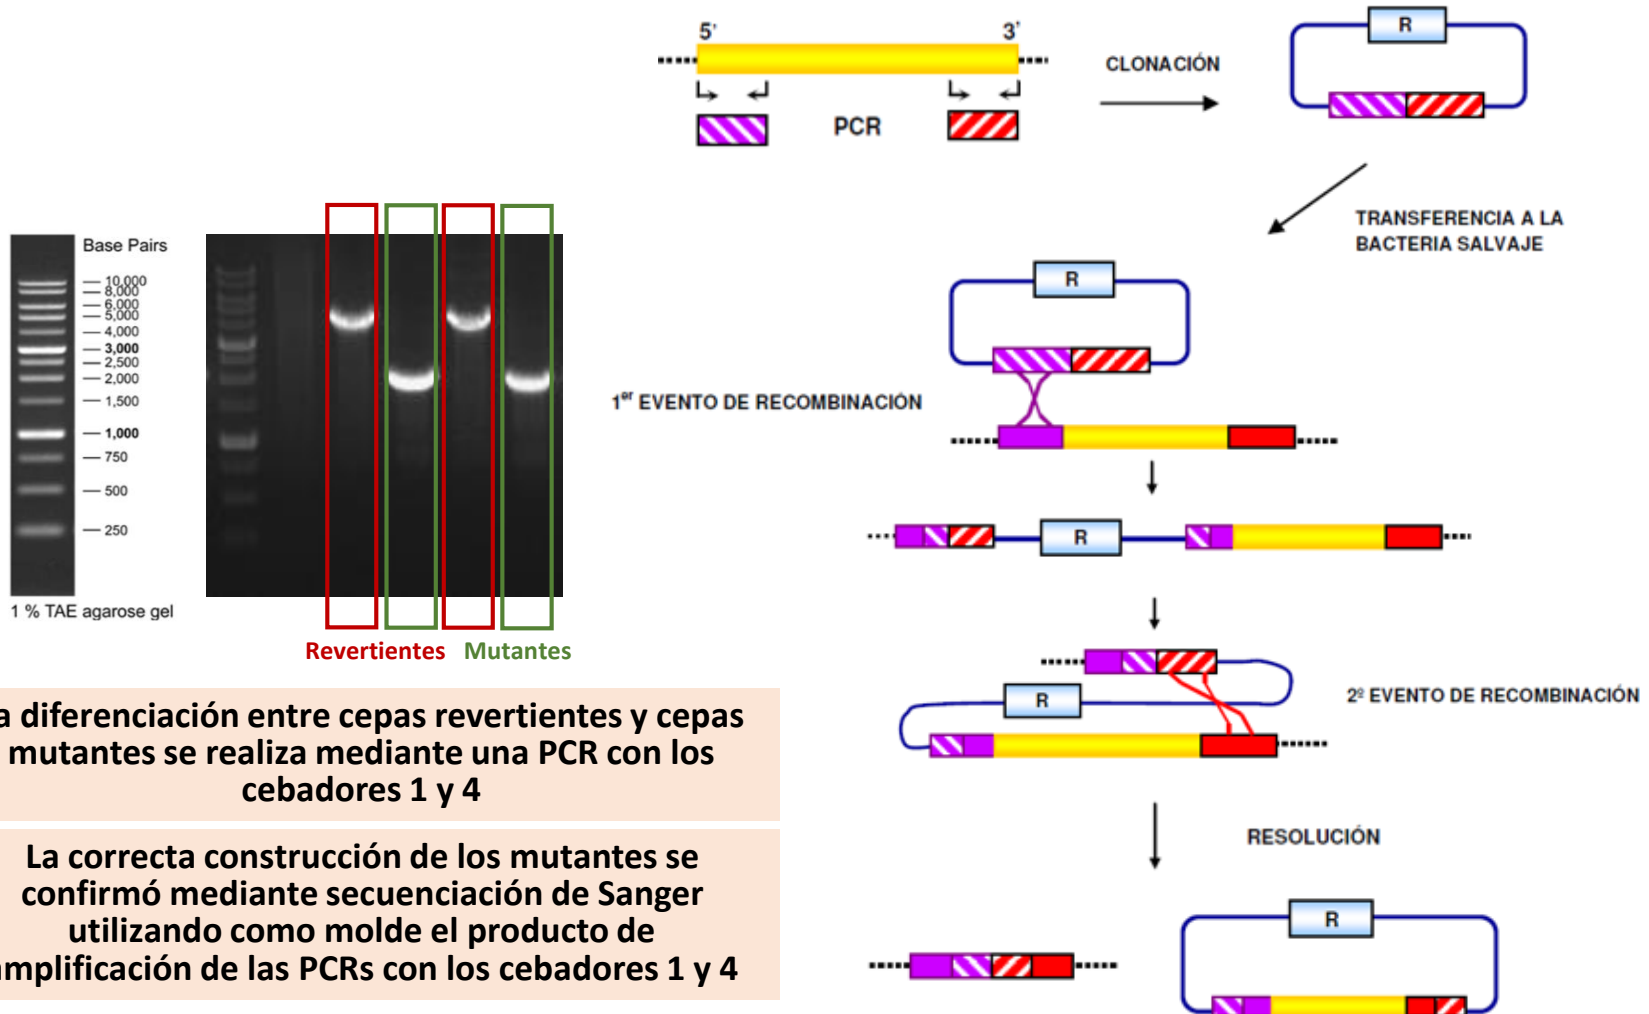 5'
3'
PCR
CLONACIÓN
R
TRANSFERENCIA A LA
BACTERIA SALVAJE
R
1er EVENTO DE RECOMBINACIÓN
R
R
2º EVENTO DE RECOMBINACIÓN
RESOLUCIÓN
R
Base Pairs
10,000
8,000
6,000
5,000
4,000
3,000
2,500
2,000
1,500
1,000
750
500
250
1 % TAE agarose gel
Revertientes
Mutantes
a diferenciación entre cepas revertientes y cepas
mutantes se realiza mediante una PCR con los
cebadores 1 y 4
La correcta construcción de los mutantes se
confirmó mediante secuenciación de Sanger
utilizando como molde el producto de
amplificación de las PCRs con los cebadores 1 y 4